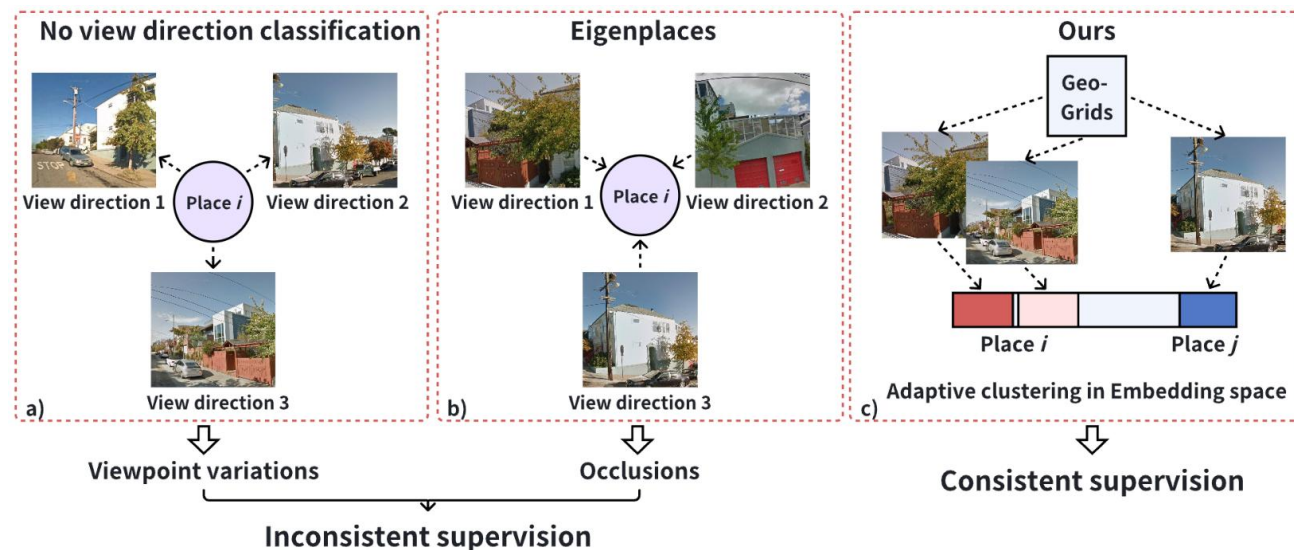 No view direction classification
STOP
View direction 1
Place i
View direction 2
View direction 3
a)
Eigenplaces
View direction 1
Place i
View direction 2
View direction 3
b)
Ours
Geo-
Grids
Place i
Place j
Adaptive clustering in Embedding space
c)
Viewpoint variations
Occlusions
Inconsistent supervision
Consistent supervision